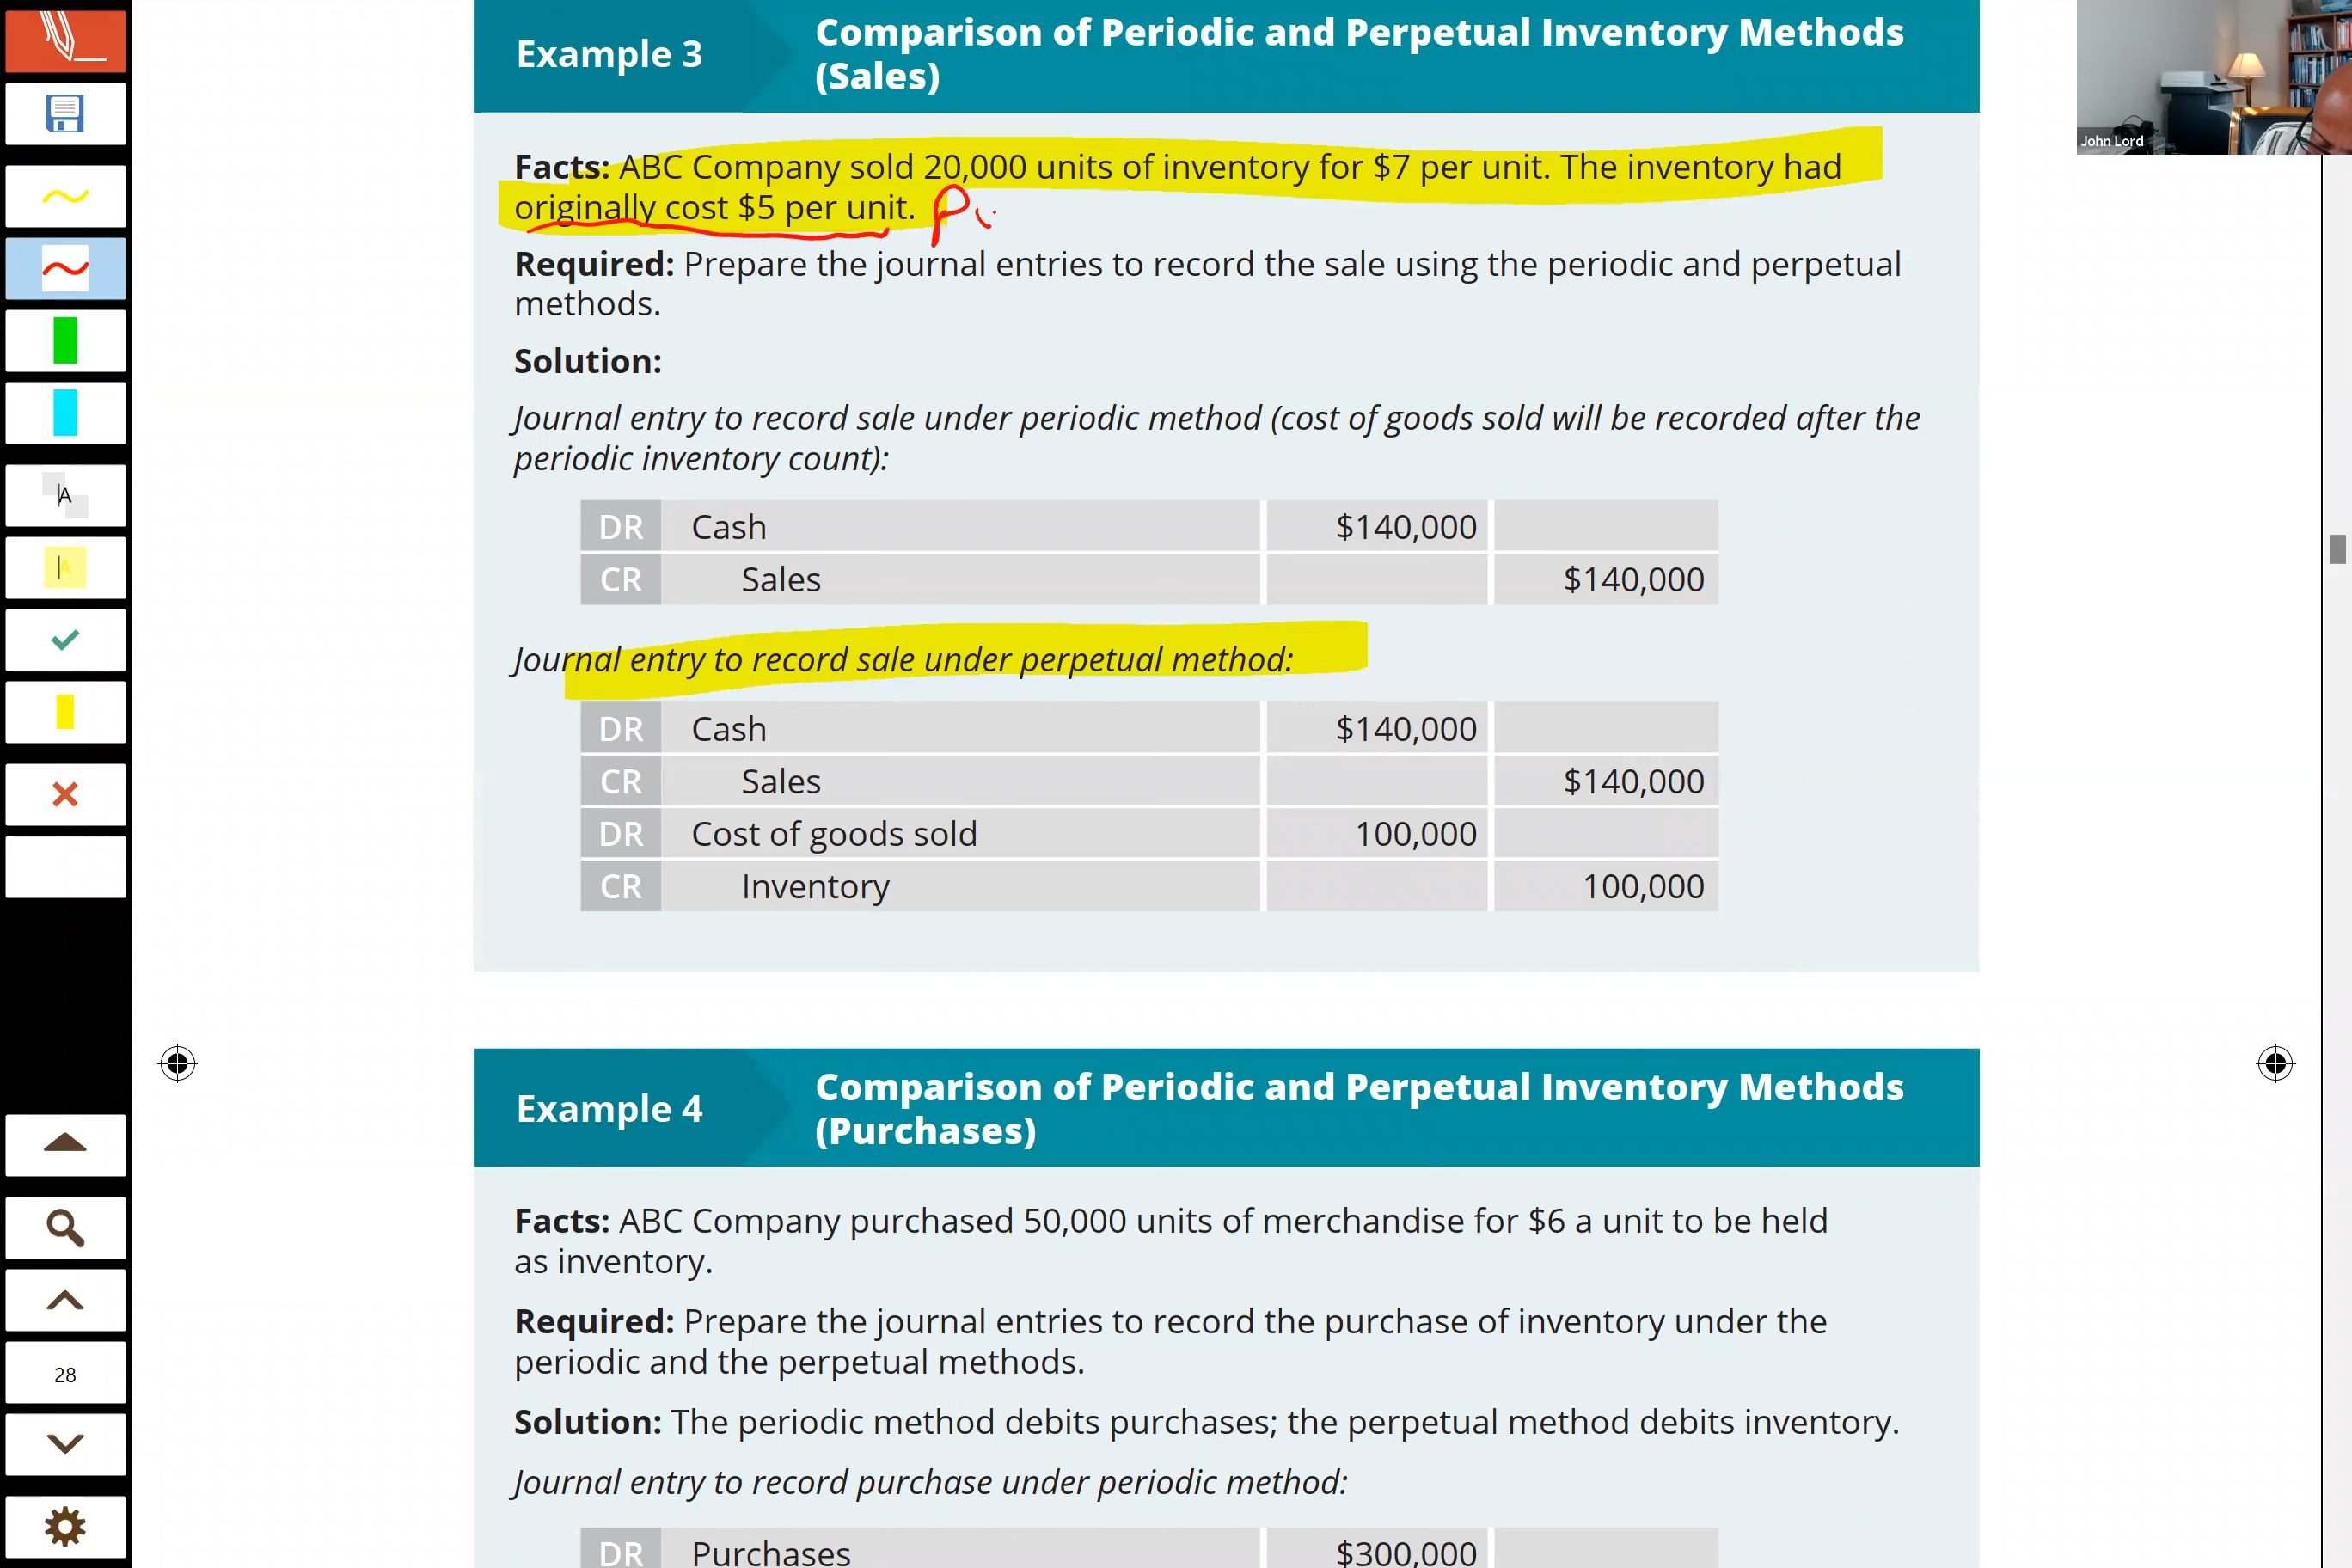 Example 3
Comparison of Periodic and Perpetual Inventory Methods
(Sales)
John Lord
Facts: ABC Company sold 20,000 units of inventory for $7 per unit. The inventory had
originally cost $5 per unit.
Required: Prepare the journal entries to record the sale using the periodic and perpetual
methods.
Solution:
Journal entry to record sale under periodic method (cost of goods sold will be recorded after the
periodic inventory count):
DR Cash $140,000
CR Sales $140,000
Journal entry to record sale under perpetual method:
DR Cash $140,000
CR Sales $140,000
DR Cost of goods sold 100,000
CR Inventory 100,000
Example 4
Comparison of Periodic and Perpetual Inventory Methods
(Purchases)
Facts: ABC Company purchased 50,000 units of merchandise for $6 a unit to be held
as inventory.
Required: Prepare the journal entries to record the purchase of inventory under the
periodic and the perpetual methods.
Solution: The periodic method debits purchases; the perpetual method debits inventory.
Journal entry to record purchase under periodic method:
DR Purchases $300,000
A
A
28